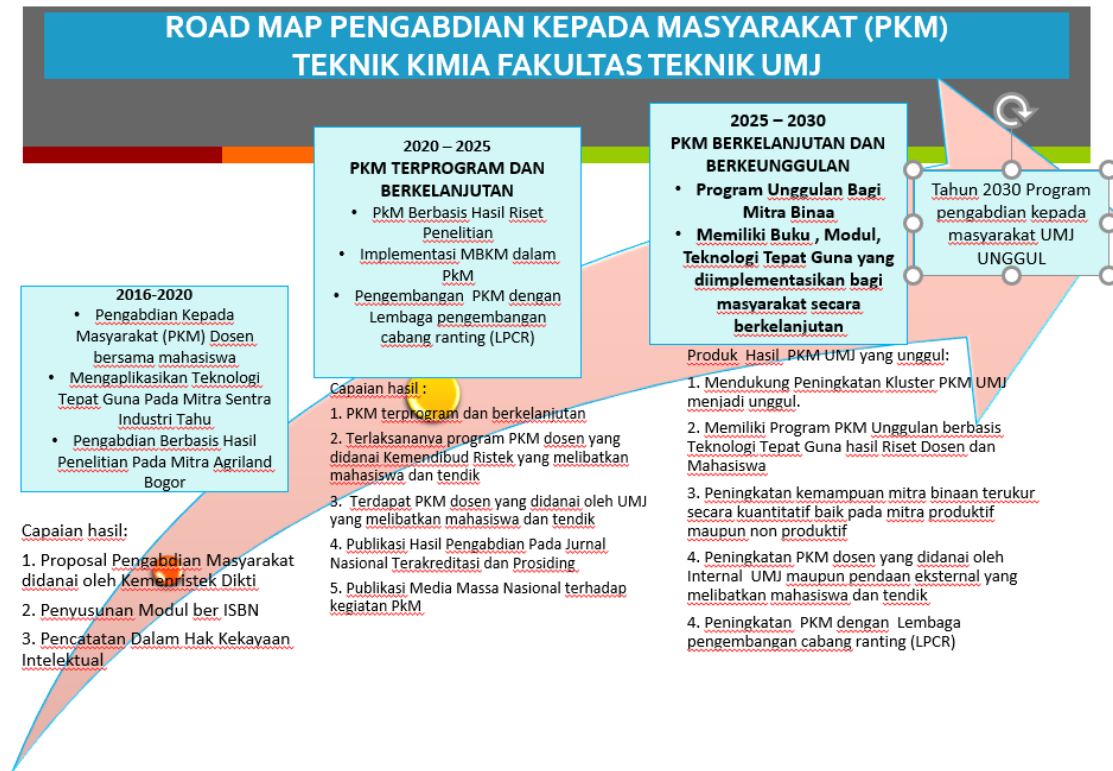 ROAD MAP PENGABDIAN KEPADA MASYARAKAT (PKM)
TEKNIK KIMIA FAKULTAS TEKNIK UMJ
2016-2020
• Pengabdian Kepada
Masyarakat (PKM) Dosen
bersama mahasiswa
• Mengaplikasikan Teknologi
Tepat Guna Pada Mitra Sentra
Industri Tahu
• Pengabdian Berbasis Hasil
Penelitian Pada Mitra Agriland
Bogor
Capaian hasil:
1. Proposal Pengabdian Masyarakat
didanai oleh Kemenristek Dikti
2. Penyusunan Modul ber ISBN
3. Pencatatan Dalam Hak Kekayaan
Intelektual
2020 – 2025
PKM TERPROGRAM DAN
BERKELANJUTAN
• PkM Berbasis Hasil Riset
Penelitian
• Implementasi MBKM dalam
PkM
• Pengembangan PKM dengan
Lembaga pengembangan
cabang ranting (LPCR)
Capaian hasil :
1. PKM terprogram dan berkelanjutan
2. Terlaksananya program PKM dosen yang
didanai Kemendibud Ristek yang melibatkan
mahasiswa dan tendik
3. Terdapat PKM dosen yang didanai oleh UMJ
yang melibatkan mahasiswa dan tendik
4. Publikasi Hasil Pengabdian Pada Jurnal
Nasional Terakreditasi dan Prosiding
5. Publikasi Media Massa Nasional terhadap
kegiatan PkM
2025 – 2030
PKM BERKELANJUTAN DAN
BERKEUNGGULAN
• Program Unggulan Bagi
Mitra Binaa
• Memiliki Buku , Modul,
Teknologi Tepat Guna yang
diimplementasikan bagi
masyarakat secara
berkelanjutan
Produk Hasil PKM UMJ yang unggul:
1. Mendukung Peningkatan Kluster PKM UMJ
menjadi unggul.
2. Memiliki Program PKM Unggulan berbasis
Teknologi Tepat Guna hasil Riset Dosen dan
Mahasiswa
3. Peningkatan kemampuan mitra binaan terukur
secara kuantitatif baik pada mitra produktif
maupun non produktif
4. Peningkatan PKM dosen yang didanai oleh
Internal UMJ maupun pendaan eksternal yang
melibatkan mahasiswa dan tendik
4. Peningkatan PKM dengan Lembaga
pengembangan cabang ranting (LPCR)
Tahun 2030 Program
pengabdian kepada
masyarakat UMJ
UNGGUL